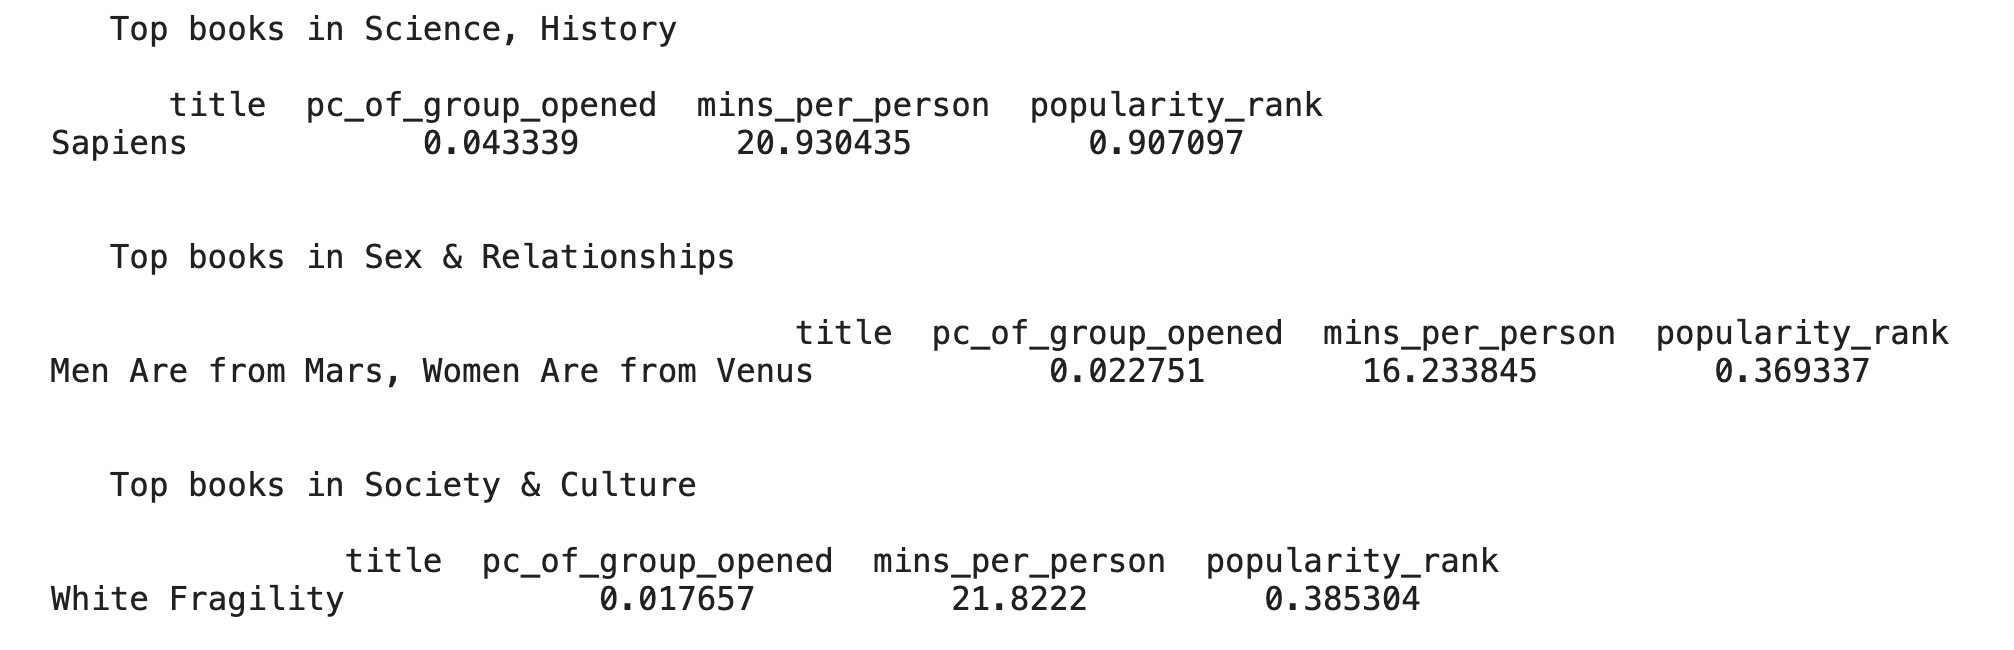 Top books in Science, History
title pc_of_group_opened mins_per_person popularity_rank
Sapiens 0.043339 20.930435 0.907097
Top books in Sex & Relationships
title pc_of_group_opened mins_per_person popularity_rank
Men Are from Mars, Women Are from Venus 0.022751 16.233845 0.369337
Top books in Society & Culture
title pc_of_group_opened mins_per_person popularity_rank
White Fragility 0.017657 21.8222 0.385304